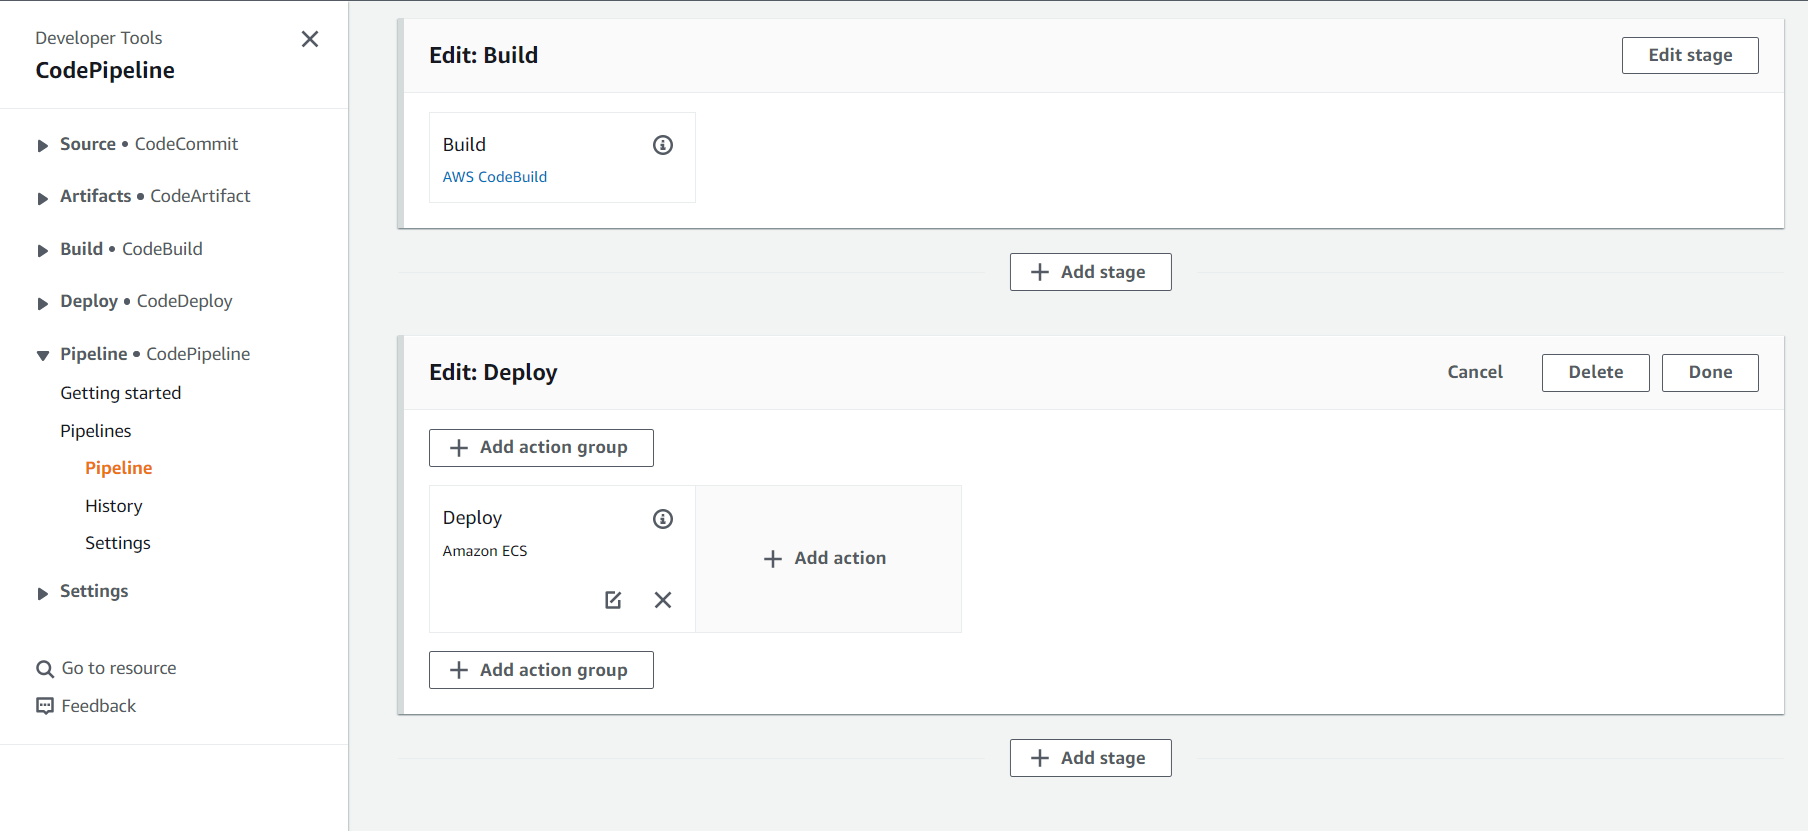 Developer Tools
CodePipeline
Source • CodeCommit
Artifacts • CodeArtifact
Build • CodeBuild
Deploy • CodeDeploy
Pipeline • CodePipeline
Getting started
Pipelines
Pipeline
History
Settings
Settings
Go to resource
Feedback
Edit: Build
Edit stage
Build
AWS CodeBuild
Add stage
Edit: Deploy
Cancel
Delete
Done
Add action group
Deploy
Amazon ECS
Add action
Add action group
Add stage